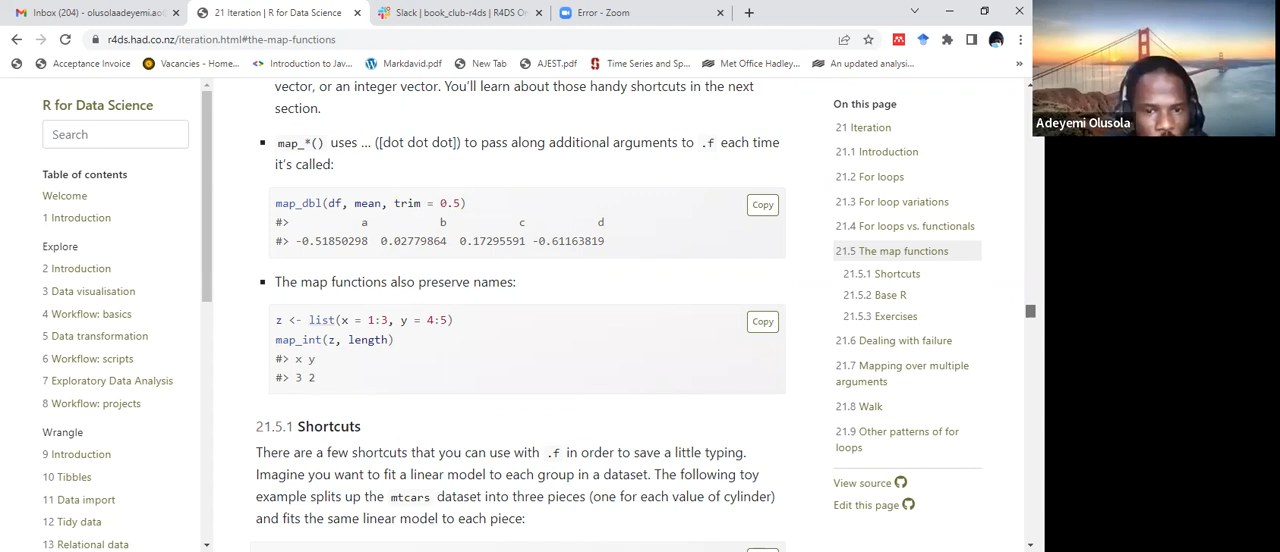 Inbox (204) - olusolaadeyemi.ao
21 Iteration | R for Data Science
Slack | book_club-r4ds | R4DS On
Error - Zoom
r4ds.had.co.nz/iteration.html#the-map-functions
Acceptance Invoice
Vacancies - Home...
Introduction to Jav...
Markdavid.pdf
New Tab
AJEST.pdf
Time Series and Sp...
Met Office Hadley...
An updated analysi...
»
Adeyemi Olusola
R for Data Science
Search
Table of contents
Welcome
1 Introduction
Explore
2 Introduction
3 Data visualisation
4 Workflow: basics
5 Data transformation
6 Workflow: scripts
7 Exploratory Data Analysis
8 Workflow: projects
Wrangle
9 Introduction
10 Tibbles
11 Data import
12 Tidy data
13 Relational data
vector, or an integer vector. You'll learn about those handy shortcuts in the next
section.
map_*() uses … ([dot dot dot]) to pass along additional arguments to .f each time
it's called:
map_dbl(df, mean, trim = 0.5)
Copy
#> a b c d
#> -0.51850298 0.02779864 0.17295591 -0.61163819
The map functions also preserve names:
z <- list(x = 1:3, y = 4:5)
Copy
map_int(z, length)
#> x y
#> 3 2
21.5.1 Shortcuts
There are a few shortcuts that you can use with .f in order to save a little typing.
Imagine you want to fit a linear model to each group in a dataset. The following toy
example splits up the mtcars dataset into three pieces (one for each value of cylinder)
and fits the same linear model to each piece:
On this page
21 Iteration
21.1 Introduction
21.2 For loops
21.3 For loop variations
21.4 For loops vs. functionals
21.5 The map functions
21.5.1 Shortcuts
21.5.2 Base R
21.5.3 Exercises
21.6 Dealing with failure
21.7 Mapping over multiple
arguments
21.8 Walk
21.9 Other patterns of for
loops
View source
Edit this page